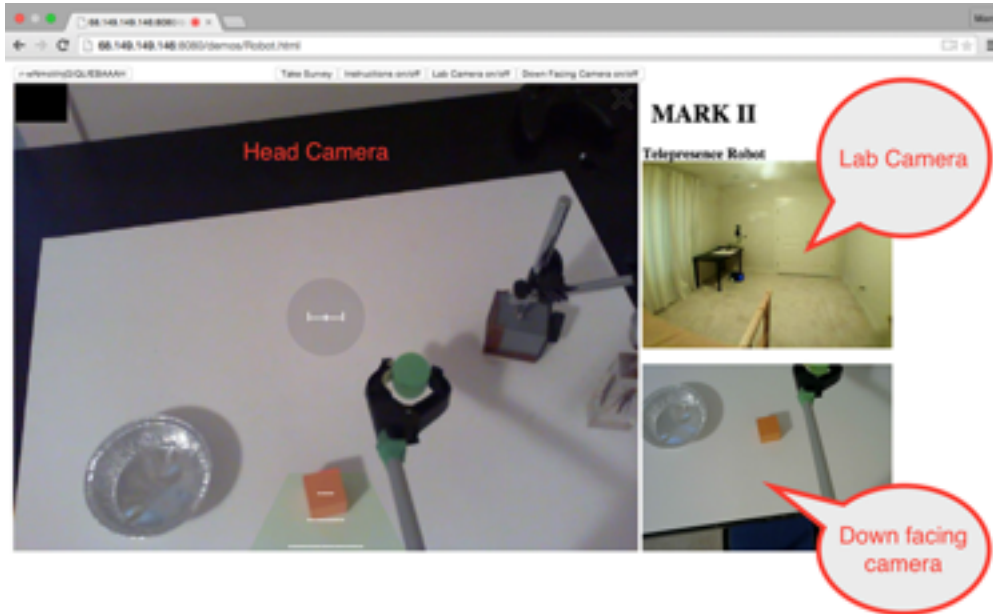 68.149.149.148:8080/demos/Robot.html
Take Survey
Instructions on/off
Lab Camera on/off
Down Facing Camera on/off
Head Camera
MARK II
Telepresence Robot
Lab Camera
Down facing
camera